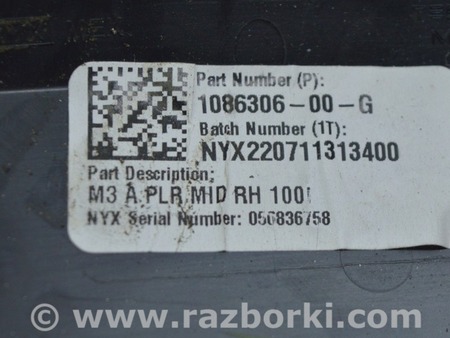 Part Number (P):
1086306-00-G
Batch Number (1T):
NYX220711313400
Part Description:
M3 A PLR MID RH 100
NYX Serial Number: 056836758
© www.razborki.com